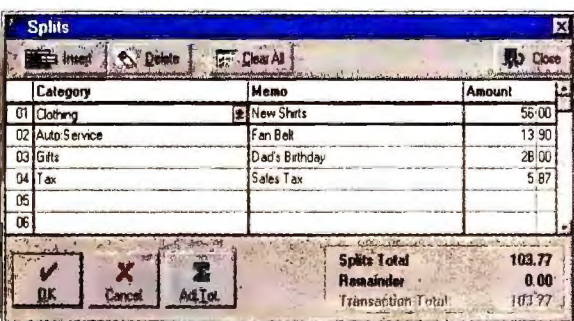 Splits
Insert Delete Clear All Close
Category Memo Amount
01 Clothing New Shirts 56 00
02 Auto:Service Fan Belt 13 90
03 Gifts Dad's Birthday 28 00
04 Tax Sales Tax 5 87
05
06
Splits Total 103.77
Remainder 0.00
Transaction Total: 103.77
OK Cancel Adj.Tot.